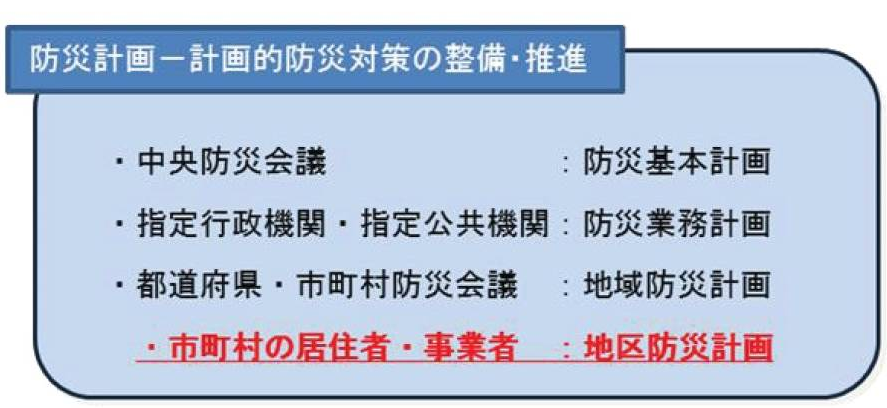 防災計画－計画的防災対策の整備・推進
・中央防災会議　　　　　　　：防災基本計画
・指定行政機関・指定公共機関：防災業務計画
・都道府県・市町村防災会議　：地域防災計画
・市町村の居住者・事業者　：地区防災計画